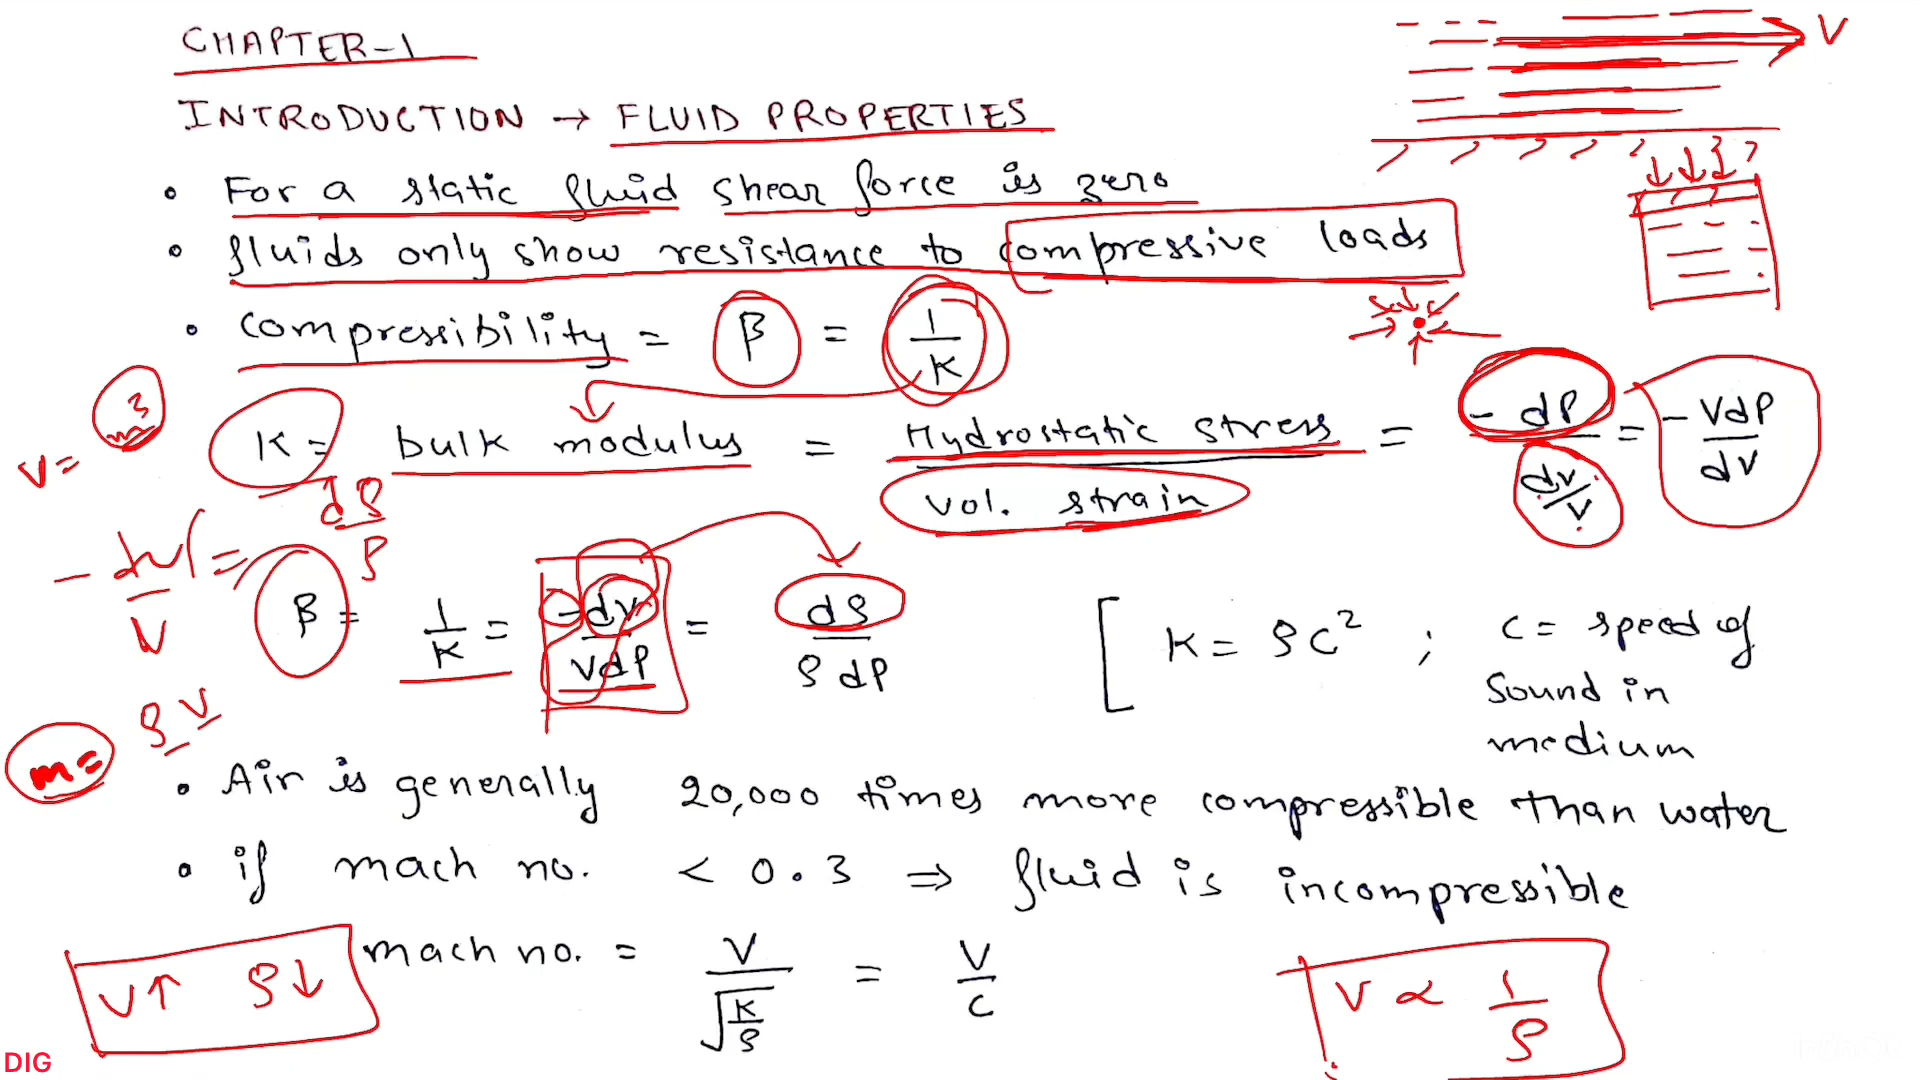 CHAPTER-1
V
INTRODUCTION → FLUID PROPERTIES
• For a static fluid shear force is zero
• fluids only show resistance to compressive loads
• compressibility = β = 1/K
V = m³
K = bulk modulus = Hydrostatic stress / vol. strain = -dP / (dv/V) = -VdP / dV
-dV/V = dρ/ρ
β = 1/K = -dv / VdP = dρ / ρdP
[ K = ρC² ; C = speed of
sound in
medium
m = ρV
• Air is generally 20,000 times more compressible than water
• if mach no. < 0.3 ⇒ fluid is incompressible
mach no. = V / √(K/ρ) = V / C
V↑ ρ↓
V ∝ 1/ρ
DIG